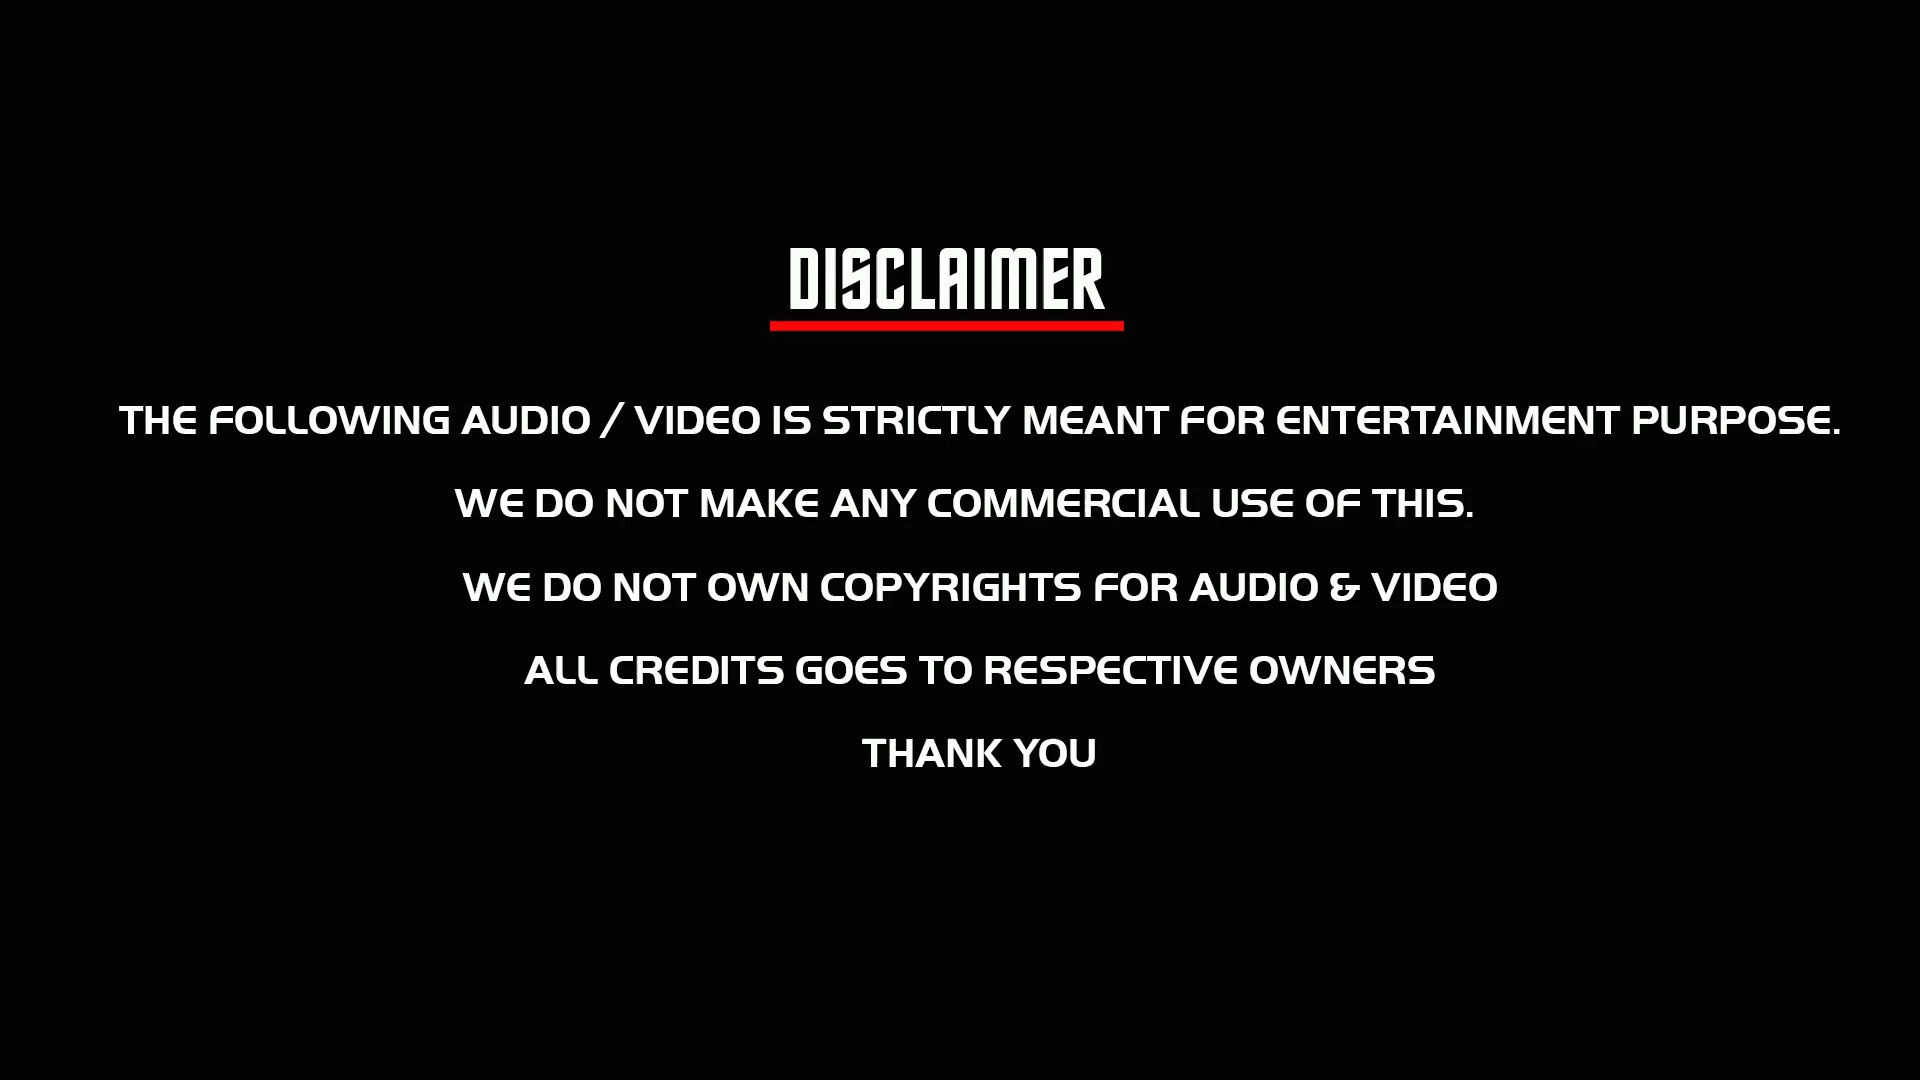 DISCLAIMER
THE FOLLOWING AUDIO / VIDEO IS STRICTLY MEANT FOR ENTERTAINMENT PURPOSE.
WE DO NOT MAKE ANY COMMERCIAL USE OF THIS.
WE DO NOT OWN COPYRIGHTS FOR AUDIO & VIDEO
ALL CREDITS GOES TO RESPECTIVE OWNERS
THANK YOU